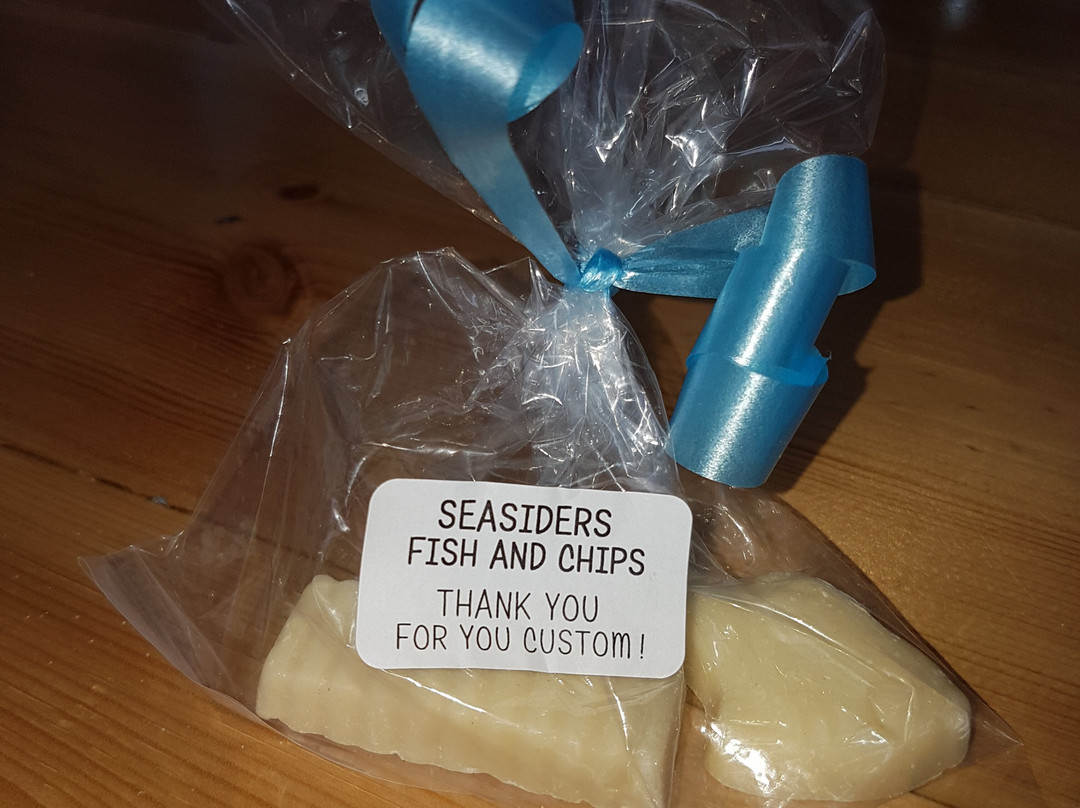 SEASIDERS
FISH AND CHIPS
THANK YOU
FOR YOU CUSTOM!